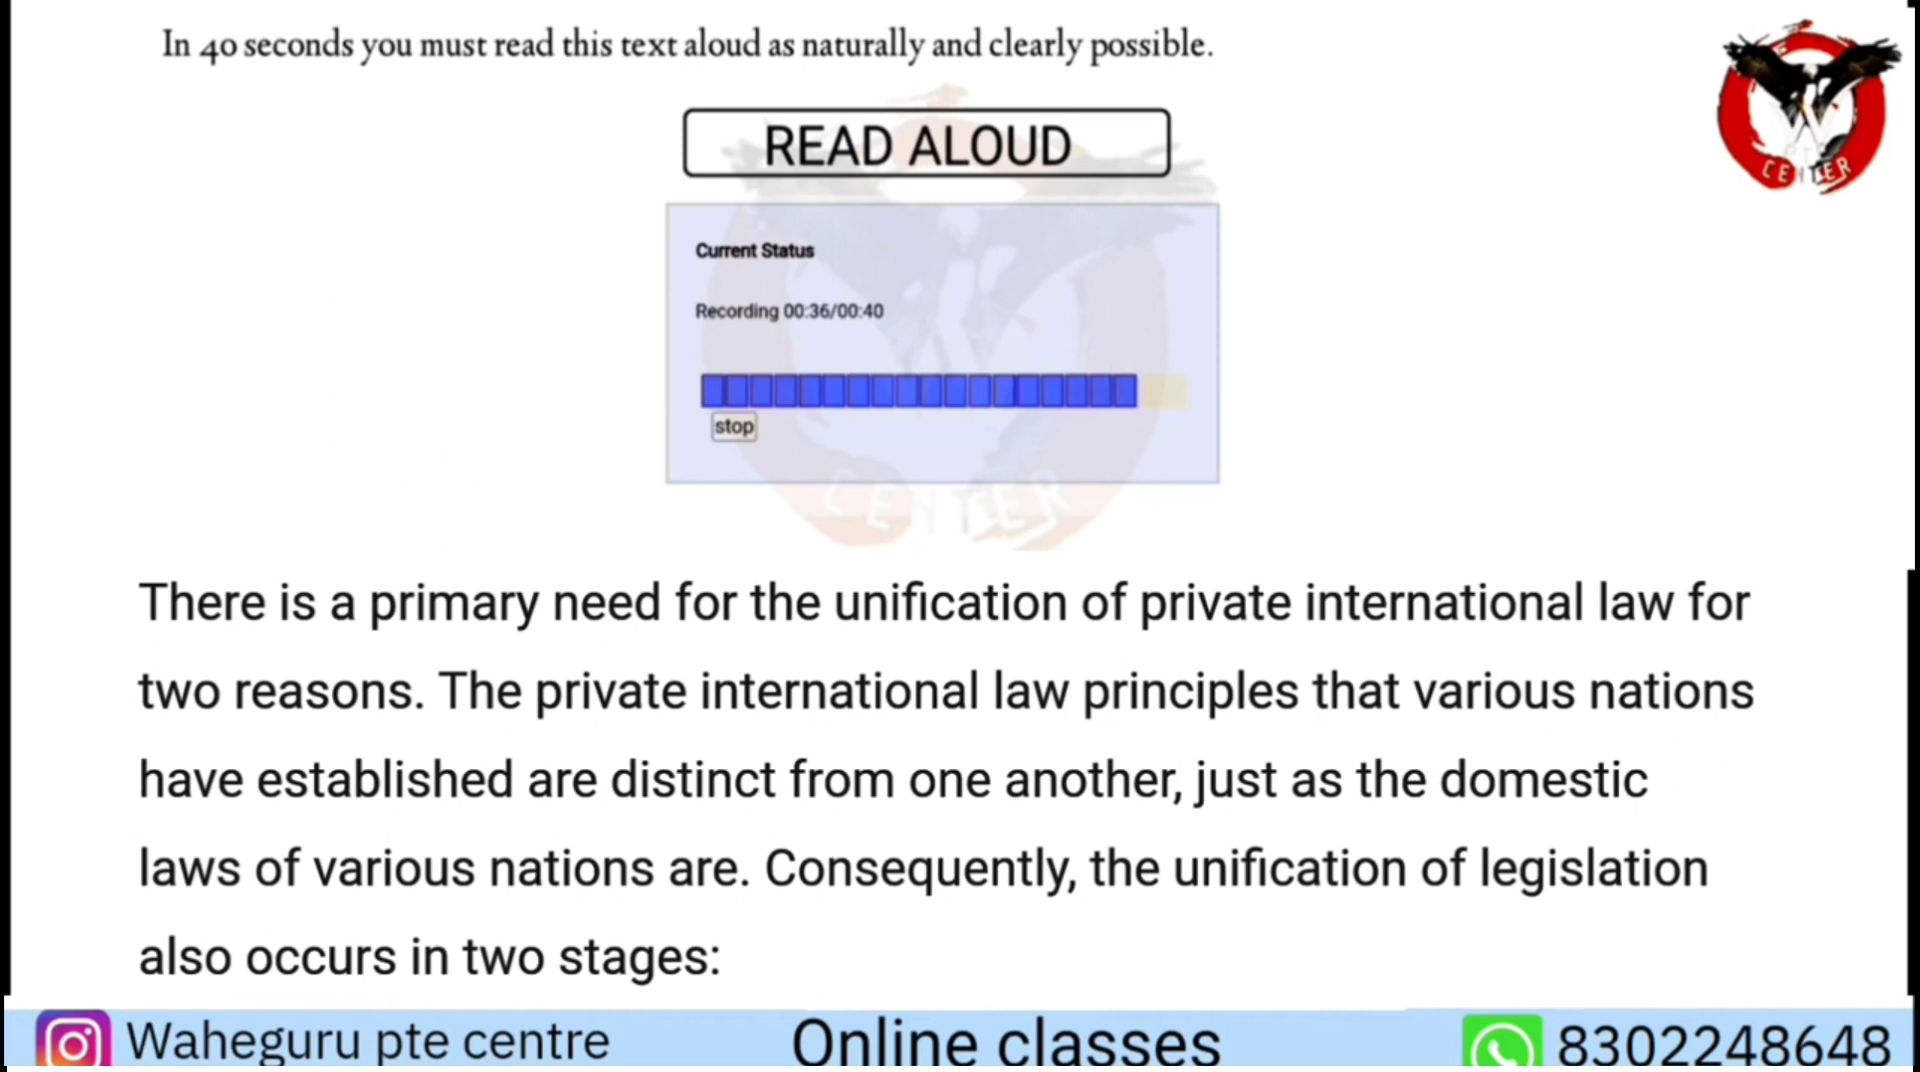 In 40 seconds you must read this text aloud as naturally and clearly possible.
READ ALOUD
CENTER
Current Status
Recording 00:36/00:40
stop
CENTER
There is a primary need for the unification of private international law for
two reasons. The private international law principles that various nations
have established are distinct from one another, just as the domestic
laws of various nations are. Consequently, the unification of legislation
also occurs in two stages:
Waheguru pte centre
Online classes
8302248648